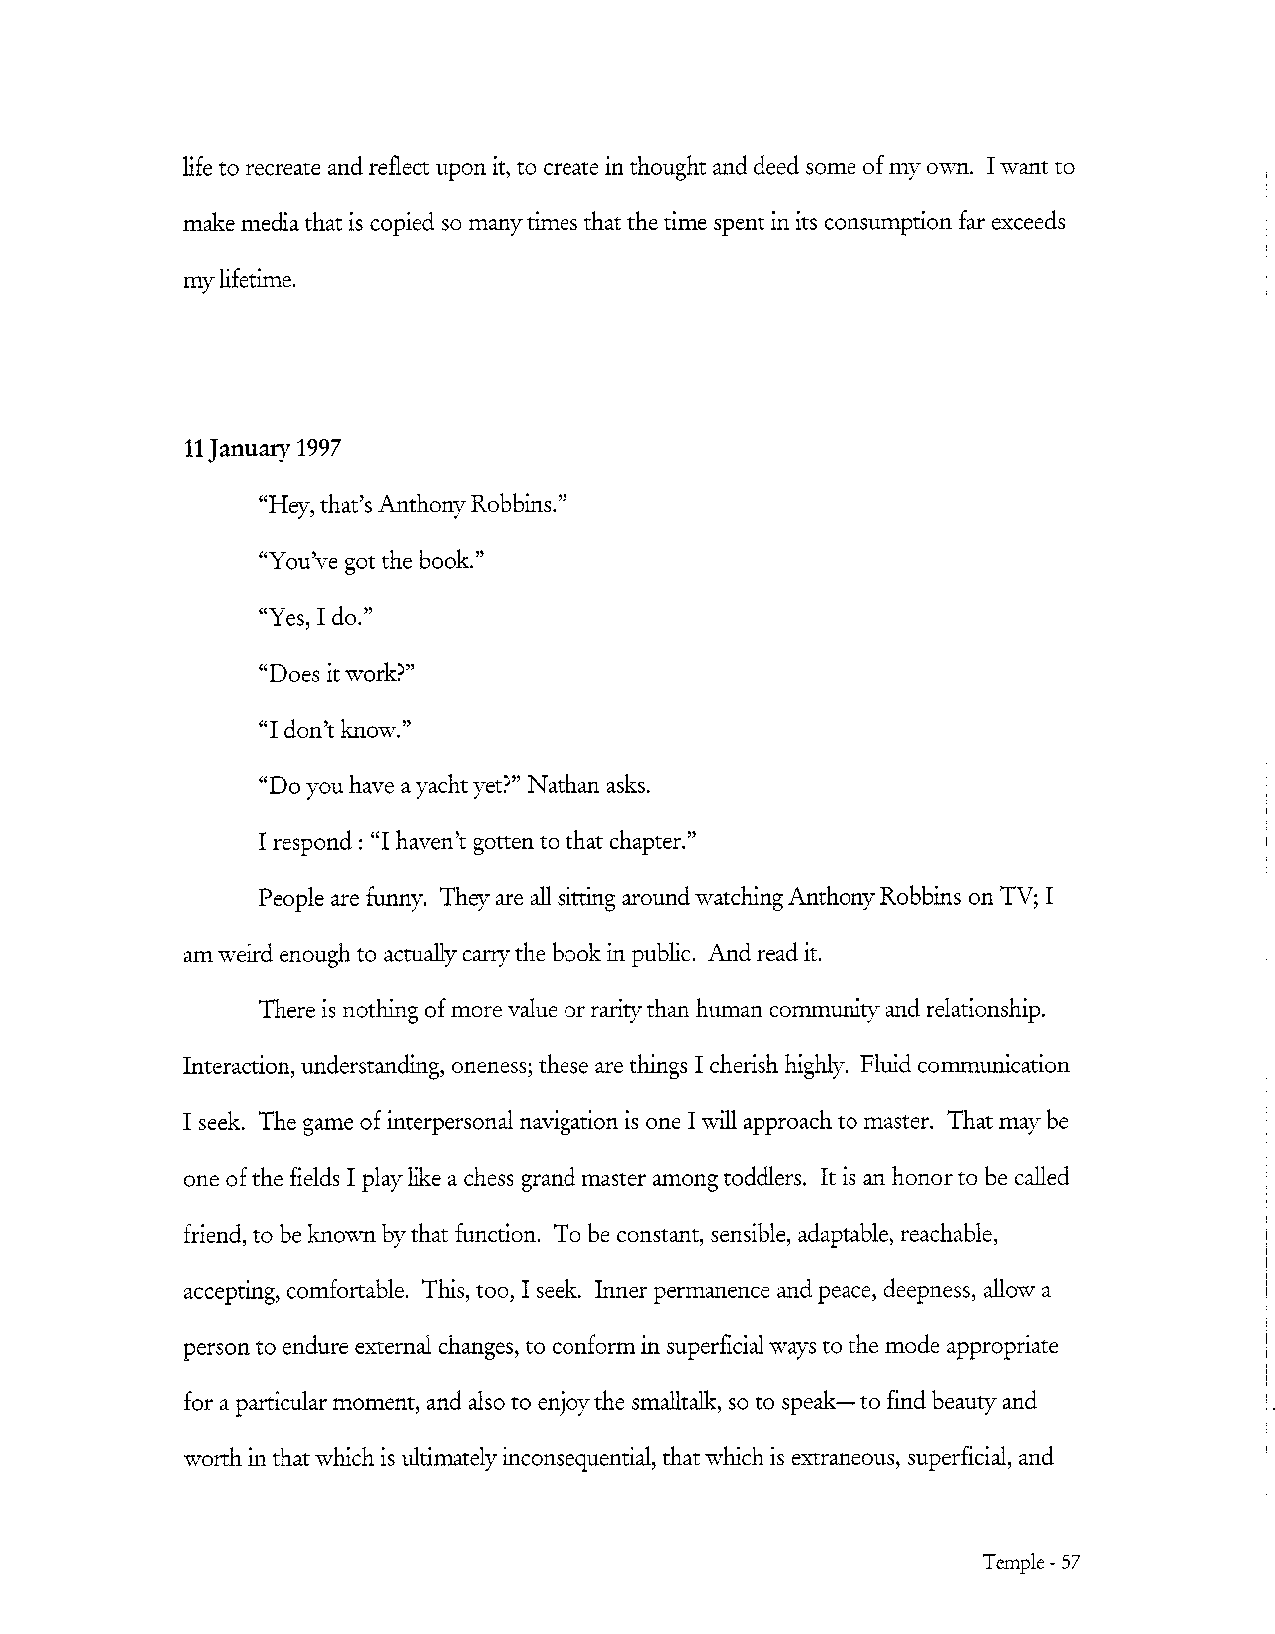 life to recreate and reflect upon it, to create in thought and deed some of my own.  I want to
make media that is copied so many times that the time spent in its consumption far exceeds
my lifetime.
11 January 1997
“Hey, that’s Anthony Robbins.”
“You’ve got the book.”
“Yes, I do.”
“Does it work?”
“I don’t know.”
“Do you have a yacht yet?” Nathan asks.
I respond : “I haven’t gotten to that chapter.”
People are funny.  They are all sitting around watching Anthony Robbins on TV; I
am weird enough to actually carry the book in public.  And read it.
There is nothing of more value or rarity than human community and relationship.
Interaction, understanding, oneness; these are things I cherish highly.  Fluid communication
I seek.  The game of interpersonal navigation is one I will approach to master.  That may be
one of the fields I play like a chess grand master among toddlers.  It is an honor to be called
friend, to be known by that function.  To be constant, sensible, adaptable, reachable,
accepting, comfortable.  This, too, I seek.  Inner permanence and peace, deepness, allow a
person to endure external changes, to conform in superficial ways to the mode appropriate
for a particular moment, and also to enjoy the smalltalk, so to speak— to find beauty and
worth in that which is ultimately inconsequential, that which is extraneous, superficial, and
Temple - 57